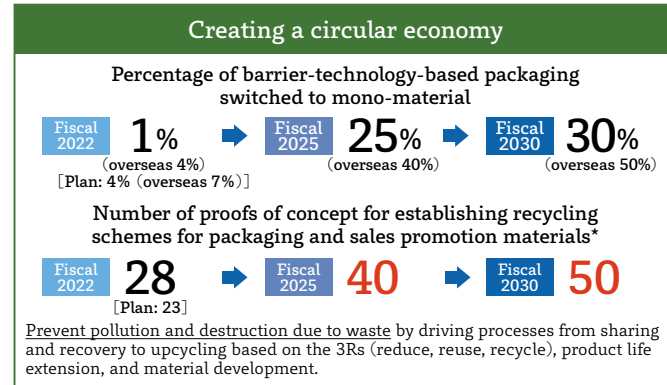 Creating a circular economy
Percentage of barrier-technology-based packaging
switched to mono-material
Fiscal 2022 1% Fiscal 2025 25% Fiscal 2030 30%
(overseas 4%) (overseas 40%) (overseas 50%)
[Plan: 4% (overseas 7%)]
Number of proofs of concept for establishing recycling
schemes for packaging and sales promotion materials*
Fiscal 2022 28 Fiscal 2025 40 Fiscal 2030 50
[Plan: 23]
Prevent pollution and destruction due to waste by driving processes from sharing
and recovery to upcycling based on the 3Rs (reduce, reuse, recycle), product life
extension, and material development.